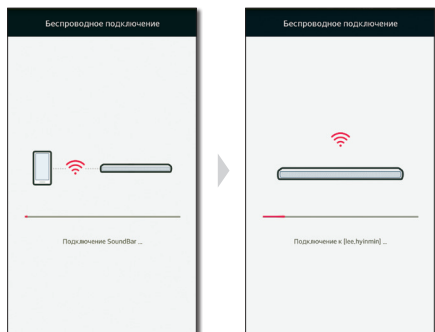 Беспроводное подключение
Подключение SoundBar ...
Беспроводное подключение
Подключение к [lee.hyinmin] ...